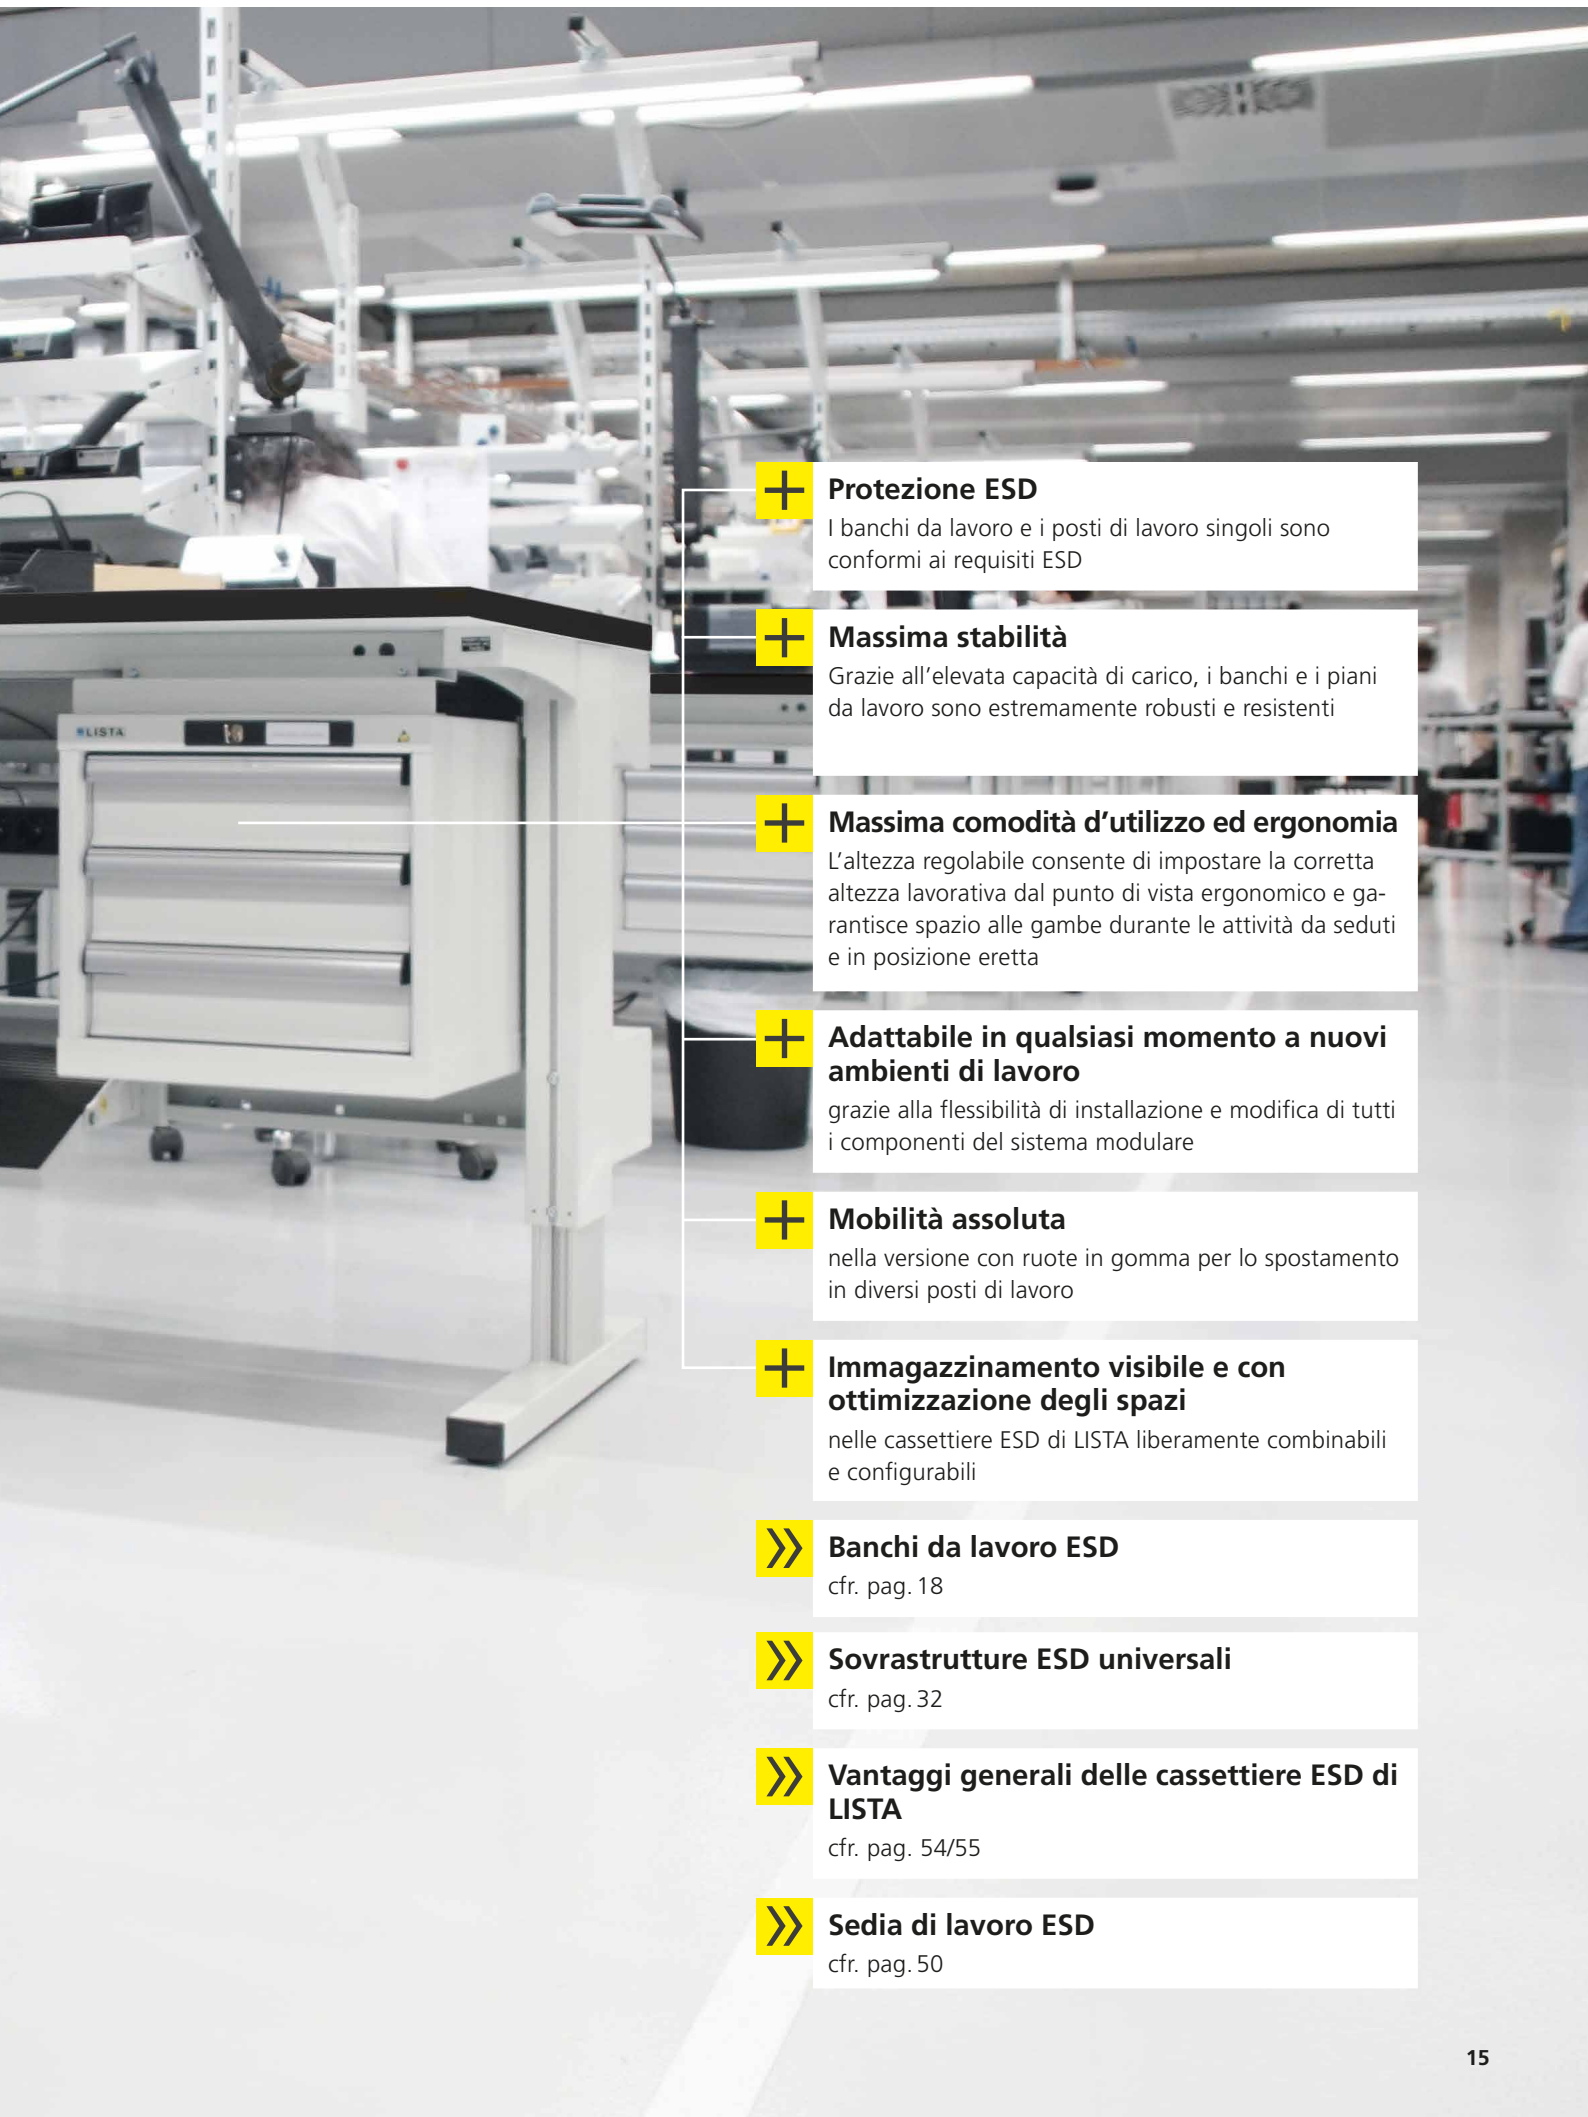 LISTA
Protezione ESD
I banchi da lavoro e i posti di lavoro singoli sono
conformi ai requisiti ESD
Massima stabilità
Grazie all’elevata capacità di carico, i banchi e i piani
da lavoro sono estremamente robusti e resistenti
Massima comodità d’utilizzo ed ergonomia
L’altezza regolabile consente di impostare la corretta
altezza lavorativa dal punto di vista ergonomico e ga-
rantisce spazio alle gambe durante le attività da seduti
e in posizione eretta
Adattabile in qualsiasi momento a nuovi
ambienti di lavoro
grazie alla flessibilità di installazione e modifica di tutti
i componenti del sistema modulare
Mobilità assoluta
nella versione con ruote in gomma per lo spostamento
in diversi posti di lavoro
Immagazzinamento visibile e con
ottimizzazione degli spazi
nelle cassettiere ESD di LISTA liberamente combinabili
e configurabili
Banchi da lavoro ESD
cfr. pag. 18
Sovrastrutture ESD universali
cfr. pag. 32
Vantaggi generali delle cassettiere ESD di
LISTA
cfr. pag. 54/55
Sedia di lavoro ESD
cfr. pag. 50
15